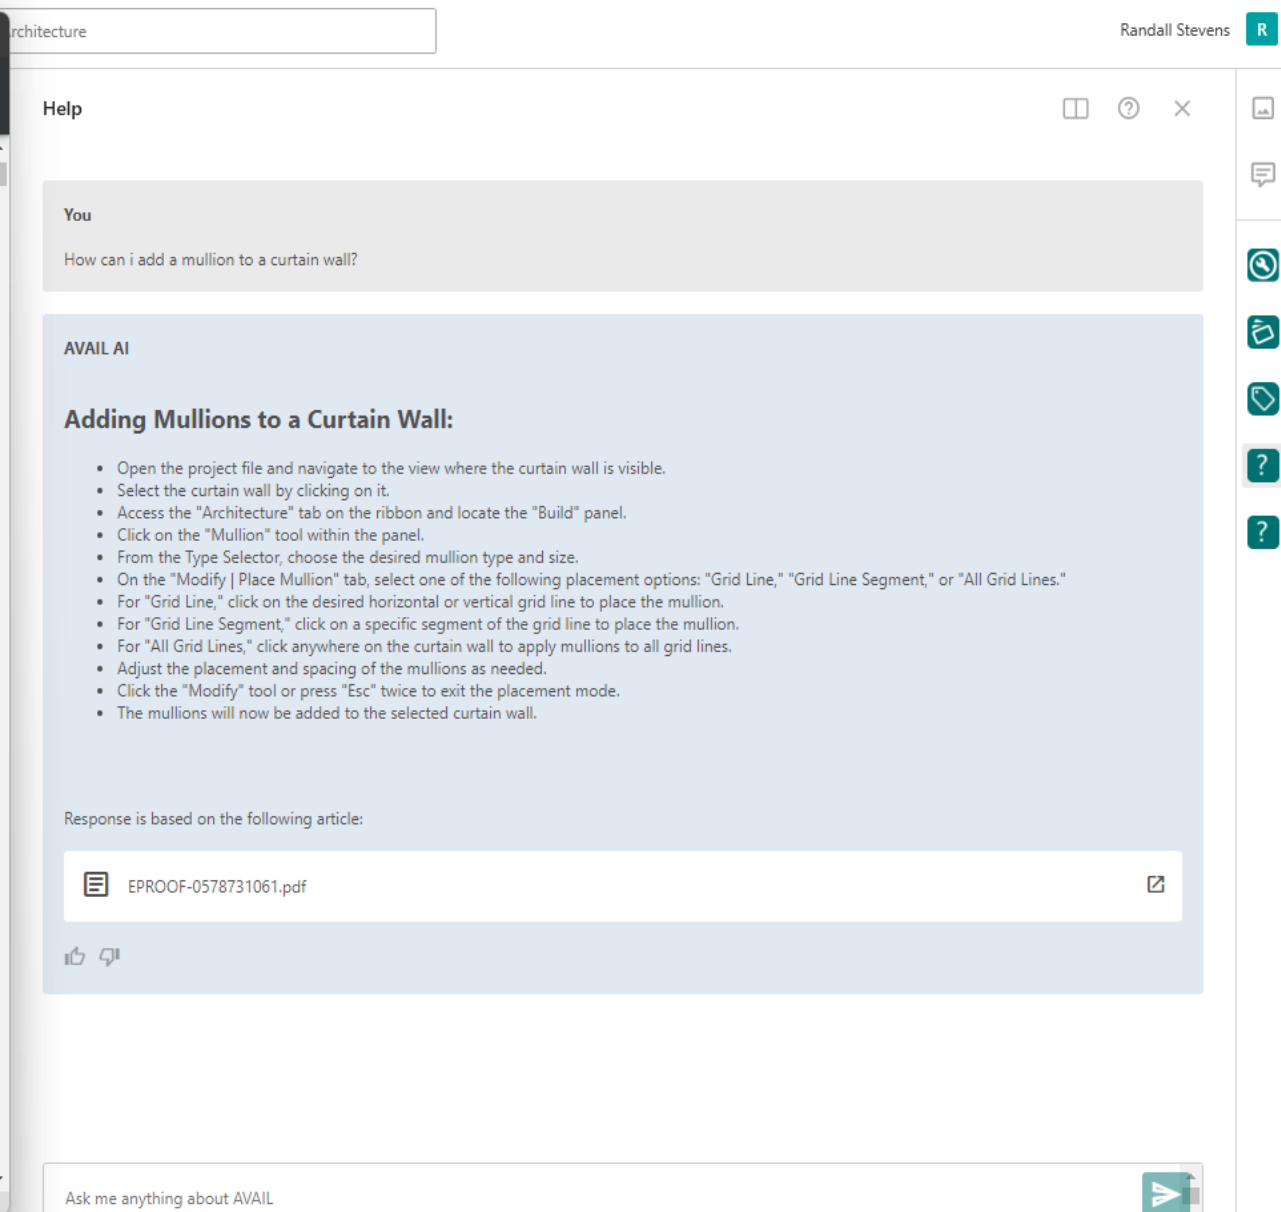 rchitecture
Randall Stevens
R
Help
You
How can i add a mullion to a curtain wall?
AVAIL AI
Adding Mullions to a Curtain Wall:
• Open the project file and navigate to the view where the curtain wall is visible.
• Select the curtain wall by clicking on it.
• Access the "Architecture" tab on the ribbon and locate the "Build" panel.
• Click on the "Mullion" tool within the panel.
• From the Type Selector, choose the desired mullion type and size.
• On the "Modify | Place Mullion" tab, select one of the following placement options: "Grid Line," "Grid Line Segment," or "All Grid Lines."
• For "Grid Line," click on the desired horizontal or vertical grid line to place the mullion.
• For "Grid Line Segment," click on a specific segment of the grid line to place the mullion.
• For "All Grid Lines," click anywhere on the curtain wall to apply mullions to all grid lines.
• Adjust the placement and spacing of the mullions as needed.
• Click the "Modify" tool or press "Esc" twice to exit the placement mode.
• The mullions will now be added to the selected curtain wall.
Response is based on the following article:
EPROOF-0578731061.pdf
Ask me anything about AVAIL